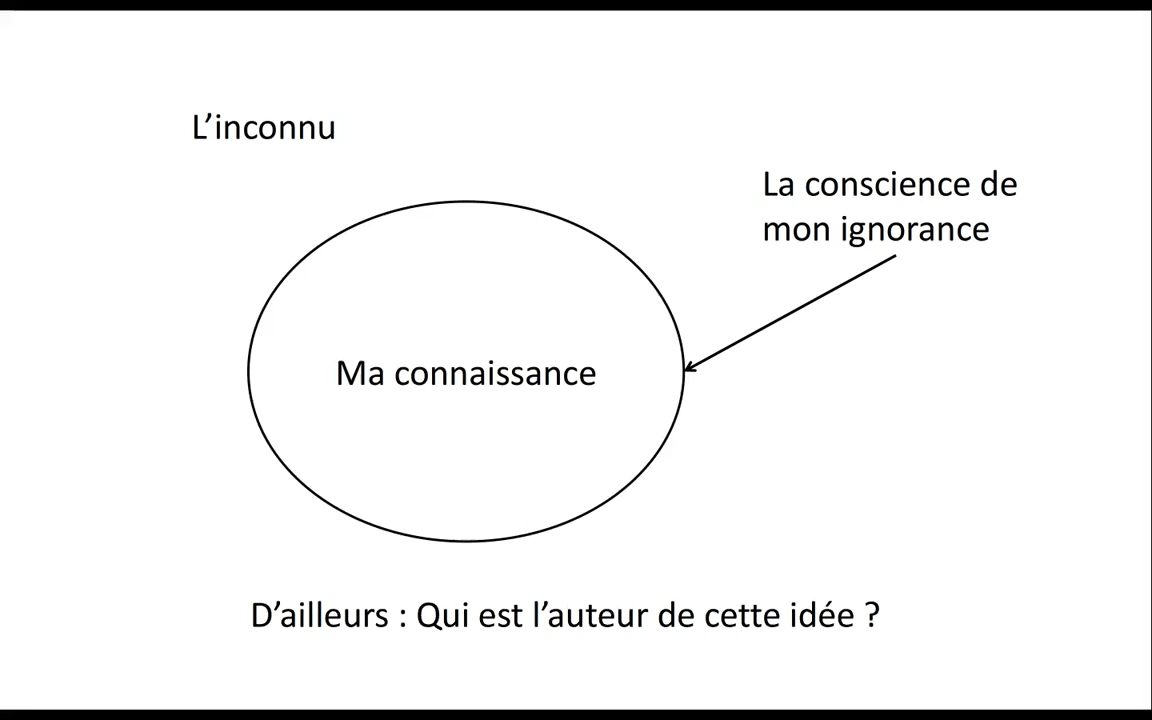 L’inconnu
La conscience de
mon ignorance
Ma connaissance
D’ailleurs : Qui est l’auteur de cette idée ?